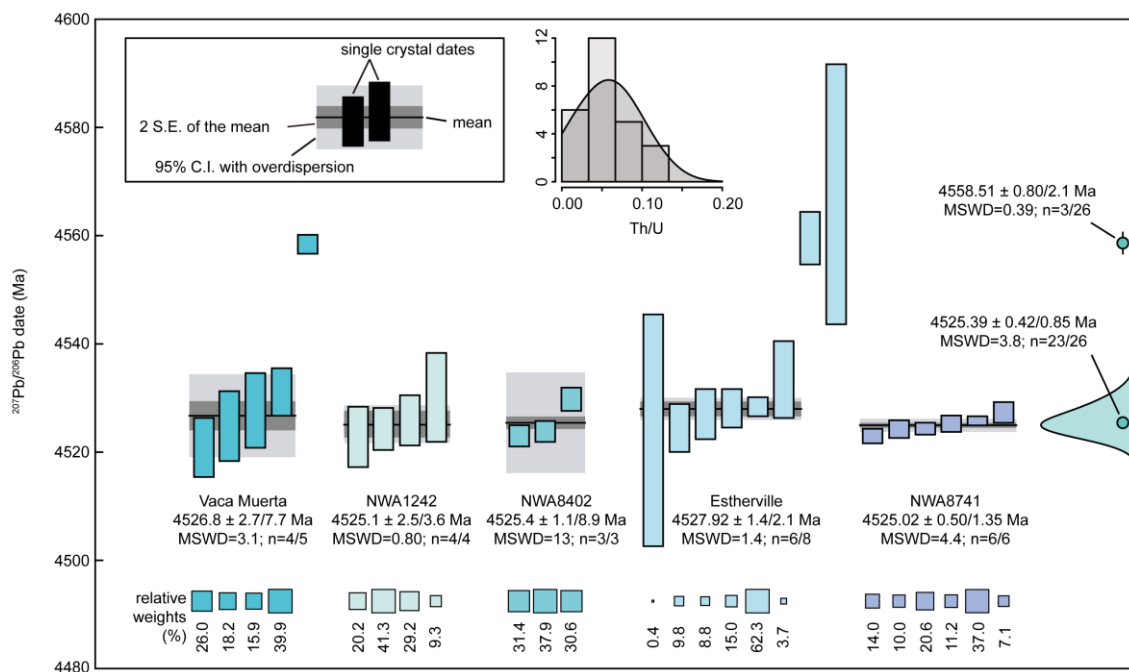 4600
4580
4560
4540
4520
4500
4480
207Pb/206Pb date (Ma)
single crystal dates
2 S.E. of the mean
mean
95% C.I. with overdispersion
12
8
4
0
0.00 0.10 0.20
Th/U
4558.51 ± 0.80/2.1 Ma
MSWD=0.39; n=3/26
4525.39 ± 0.42/0.85 Ma
MSWD=3.8; n=23/26
Vaca Muerta
4526.8 ± 2.7/7.7 Ma
MSWD=3.1; n=4/5
NWA1242
4525.1 ± 2.5/3.6 Ma
MSWD=0.80; n=4/4
NWA8402
4525.4 ± 1.1/8.9 Ma
MSWD=13; n=3/3
Estherville
4527.92 ± 1.4/2.1 Ma
MSWD=1.4; n=6/8
NWA8741
4525.02 ± 0.50/1.35 Ma
MSWD=4.4; n=6/6
relative
weights
(%)
26.0 18.2 15.9 39.9 20.2 41.3 29.2 9.3 31.4 37.9 30.6 0.4 9.8 8.8 15.0 62.3 3.7 14.0 10.0 20.6 11.2 37.0 7.1